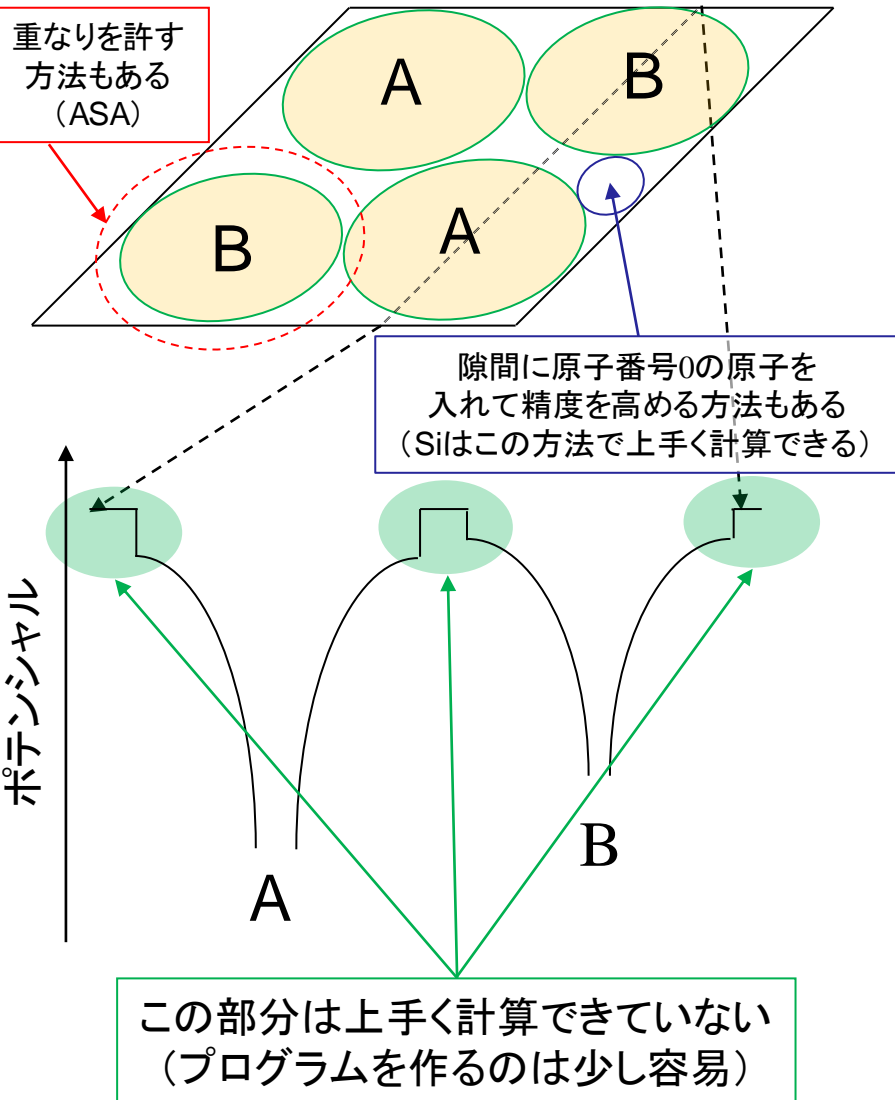 重なりを許す
方法もある
（ASA）
A
B
B
A
隙間に原子番号0の原子を
入れて精度を高める方法もある
（Siはこの方法で上手く計算できる）
ポテンシャル
A
B
この部分は上手く計算できていない
（プログラムを作るのは少し容易）